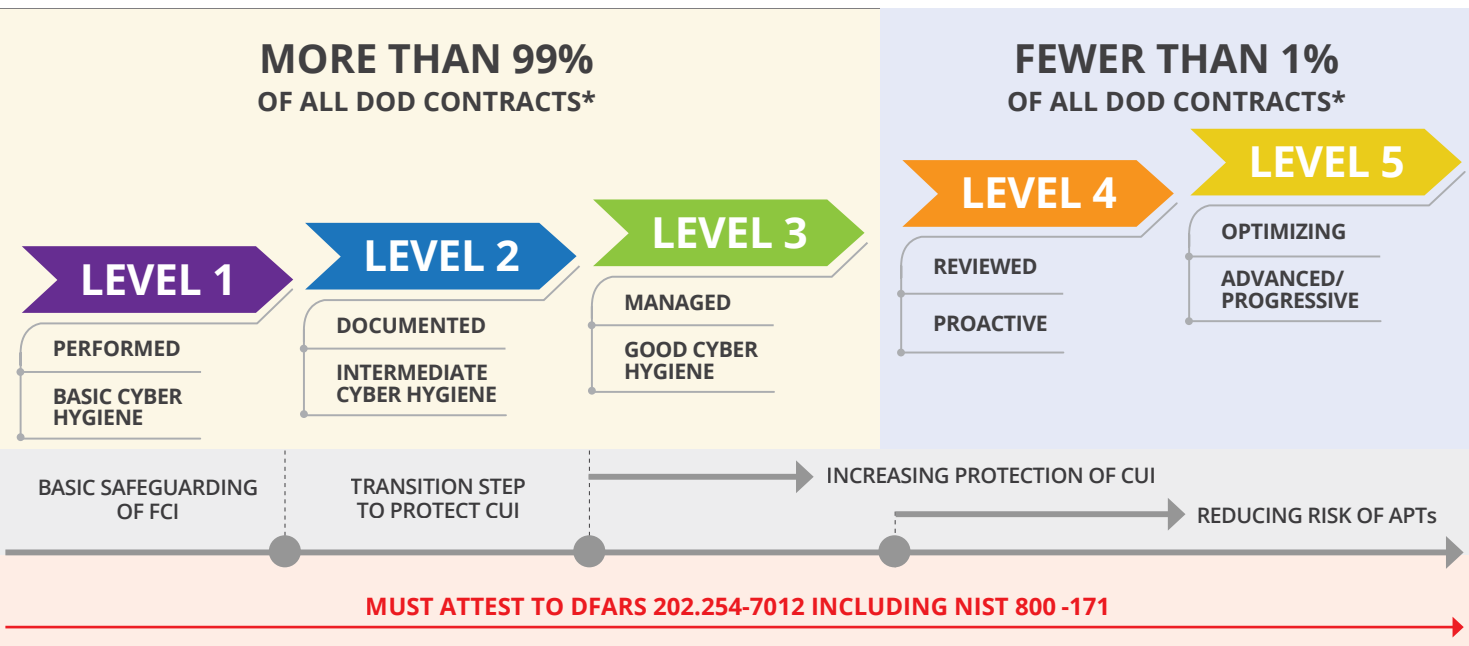 MORE THAN 99%
OF ALL DOD CONTRACTS*
FEWER THAN 1%
OF ALL DOD CONTRACTS*
LEVEL 1
PERFORMED
BASIC CYBER
HYGIENE
LEVEL 2
DOCUMENTED
INTERMEDIATE
CYBER HYGIENE
LEVEL 3
MANAGED
GOOD CYBER
HYGIENE
LEVEL 4
REVIEWED
PROACTIVE
LEVEL 5
OPTIMIZING
ADVANCED/
PROGRESSIVE
BASIC SAFEGUARDING
OF FCI
TRANSITION STEP
TO PROTECT CUI
INCREASING PROTECTION OF CUI
REDUCING RISK OF APTs
MUST ATTEST TO DFARS 202.254-7012 INCLUDING NIST 800 -171